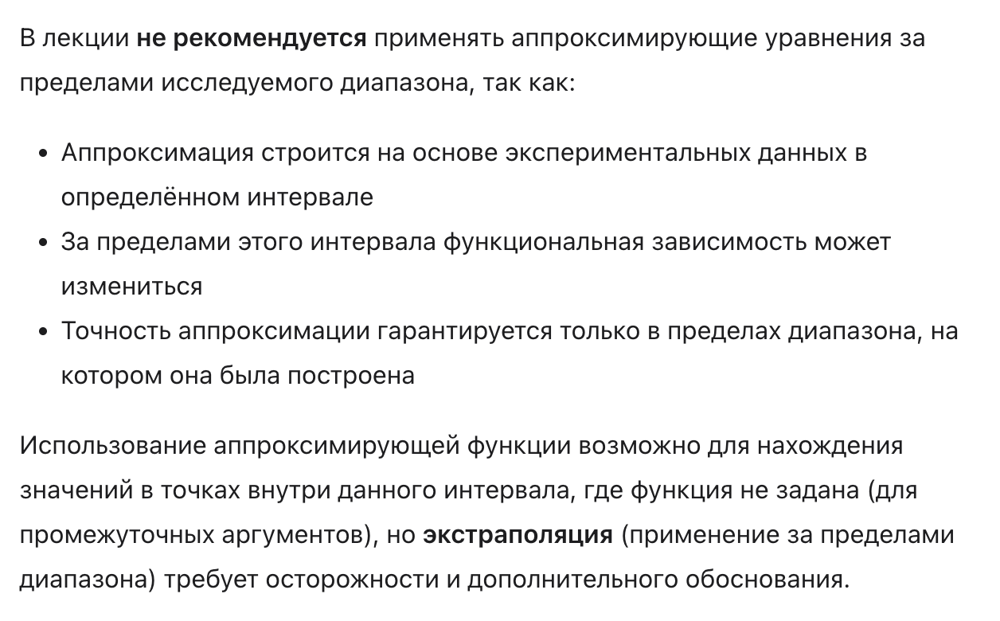 В лекции не рекомендуется применять аппроксимирующие уравнения за
пределами исследуемого диапазона, так как:
• Аппроксимация строится на основе экспериментальных данных в
определённом интервале
• За пределами этого интервала функциональная зависимость может
измениться
• Точность аппроксимации гарантируется только в пределах диапазона, на
котором она была построена
Использование аппроксимирующей функции возможно для нахождения
значений в точках внутри данного интервала, где функция не задана (для
промежуточных аргументов), но экстраполяция (применение за пределами
диапазона) требует осторожности и дополнительного обоснования.